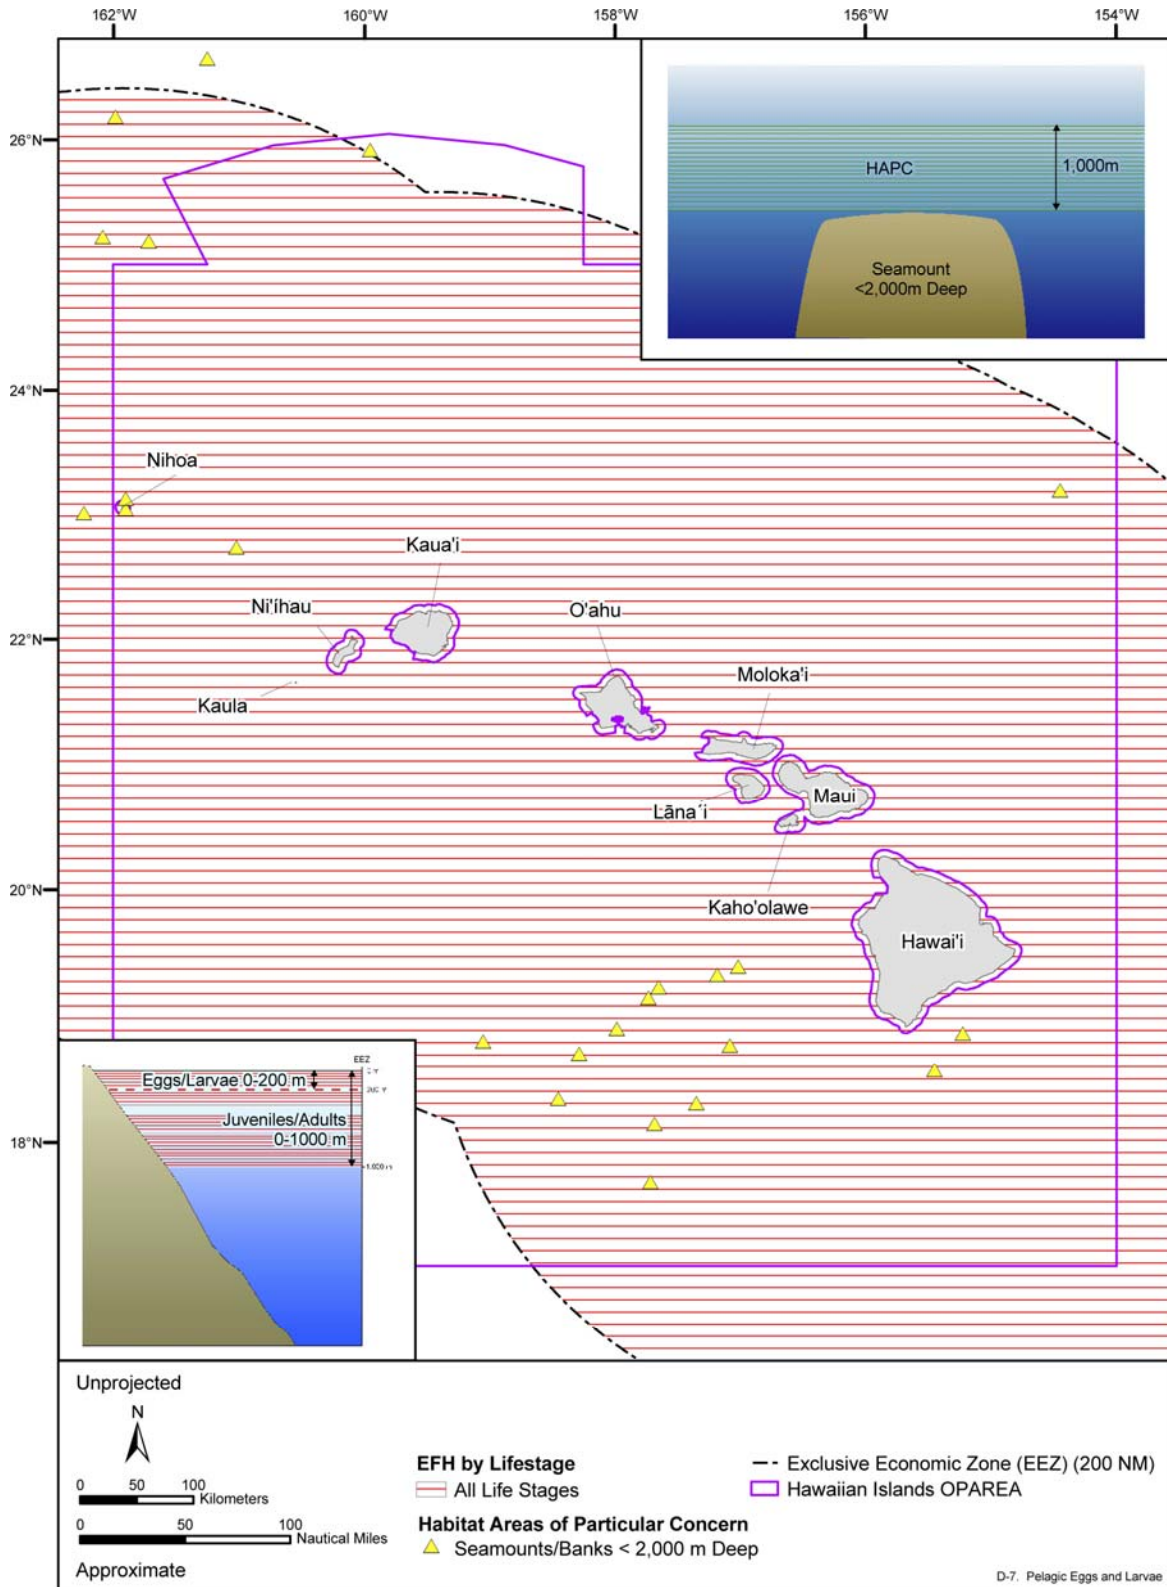 162°W 160°W 158°W 156°W 154°W
26°N
HAPC
1,000m
Seamount
<2,000m Deep
24°N
Nihoa
Kaua'i
Ni'íhau
O'ahu
22°N
Moloka'i
Kaula
Maui
Lāna´i
20°N
Kaho'olawe
Hawai'i
EEZ
Eggs/Larvae 0-200 m
Juveniles/Adults
0-1000 m
18°N
Unprojected
N
0 50 100
Kilometers
0 50 100
Nautical Miles
Approximate
EFH by Lifestage
All Life Stages
Habitat Areas of Particular Concern
Seamounts/Banks < 2,000 m Deep
Exclusive Economic Zone (EEZ) (200 NM)
Hawaiian Islands OPAREA
D-7. Pelagic Eggs and Larvae